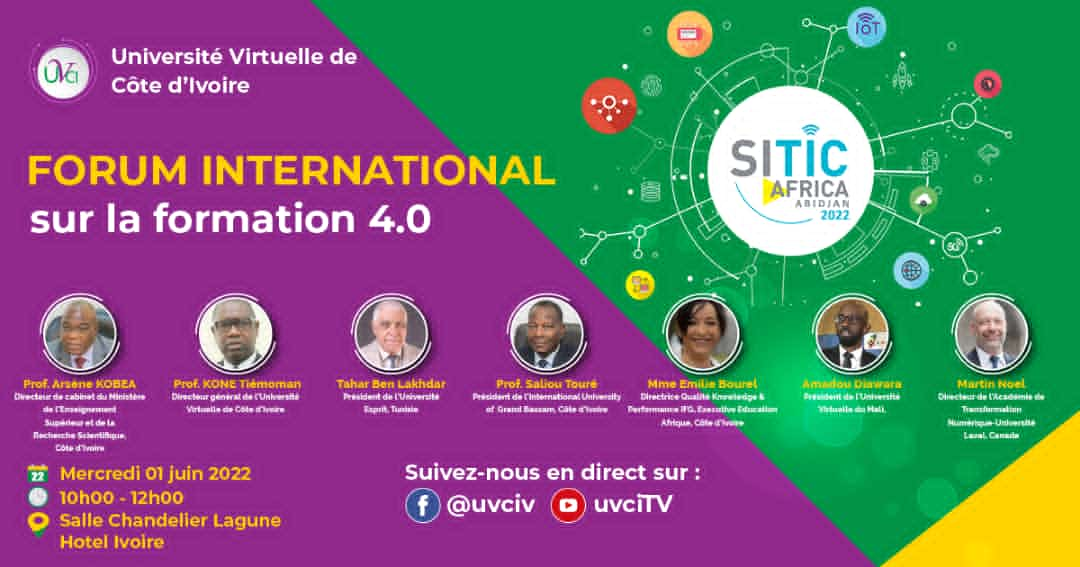 UVCI
Université Virtuelle de
Côte d'Ivoire
FORUM INTERNATIONAL
sur la formation 4.0
IoT
SITIC
AFRICA
ABIDJAN
2022
5G
Prof. Arsène KOBEA
Directeur de cabinet du Ministère
de l'Enseignement
Supérieur et de la
Recherche Scientifique,
Côte d'Ivoire
Prof. KONE Tiémoman
Directeur général de l'Université
Virtuelle de Côte d'Ivoire
Tahar Ben Lakhdar
Président de l'Université
Esprit, Tunisie
Prof. Saliou Touré
Président de l'International University
of Grand Bassam, Côte d'Ivoire
Mme Emilie Bourel
Directrice Qualité Knowledge &
Performance IFG, Executive Education
Afrique, Côte d'Ivoire
Amadou Diawara
Président de l'Université
Virtuelle du Mali,
Martin Noel
Directeur de l'Académie de
Transformation
Numérique-Université
Laval, Canada
22
Mercredi 01 juin 2022
10h00 - 12h00
Salle Chandelier Lagune
Hotel Ivoire
Suivez-nous en direct sur :
@uvciv uvciTV